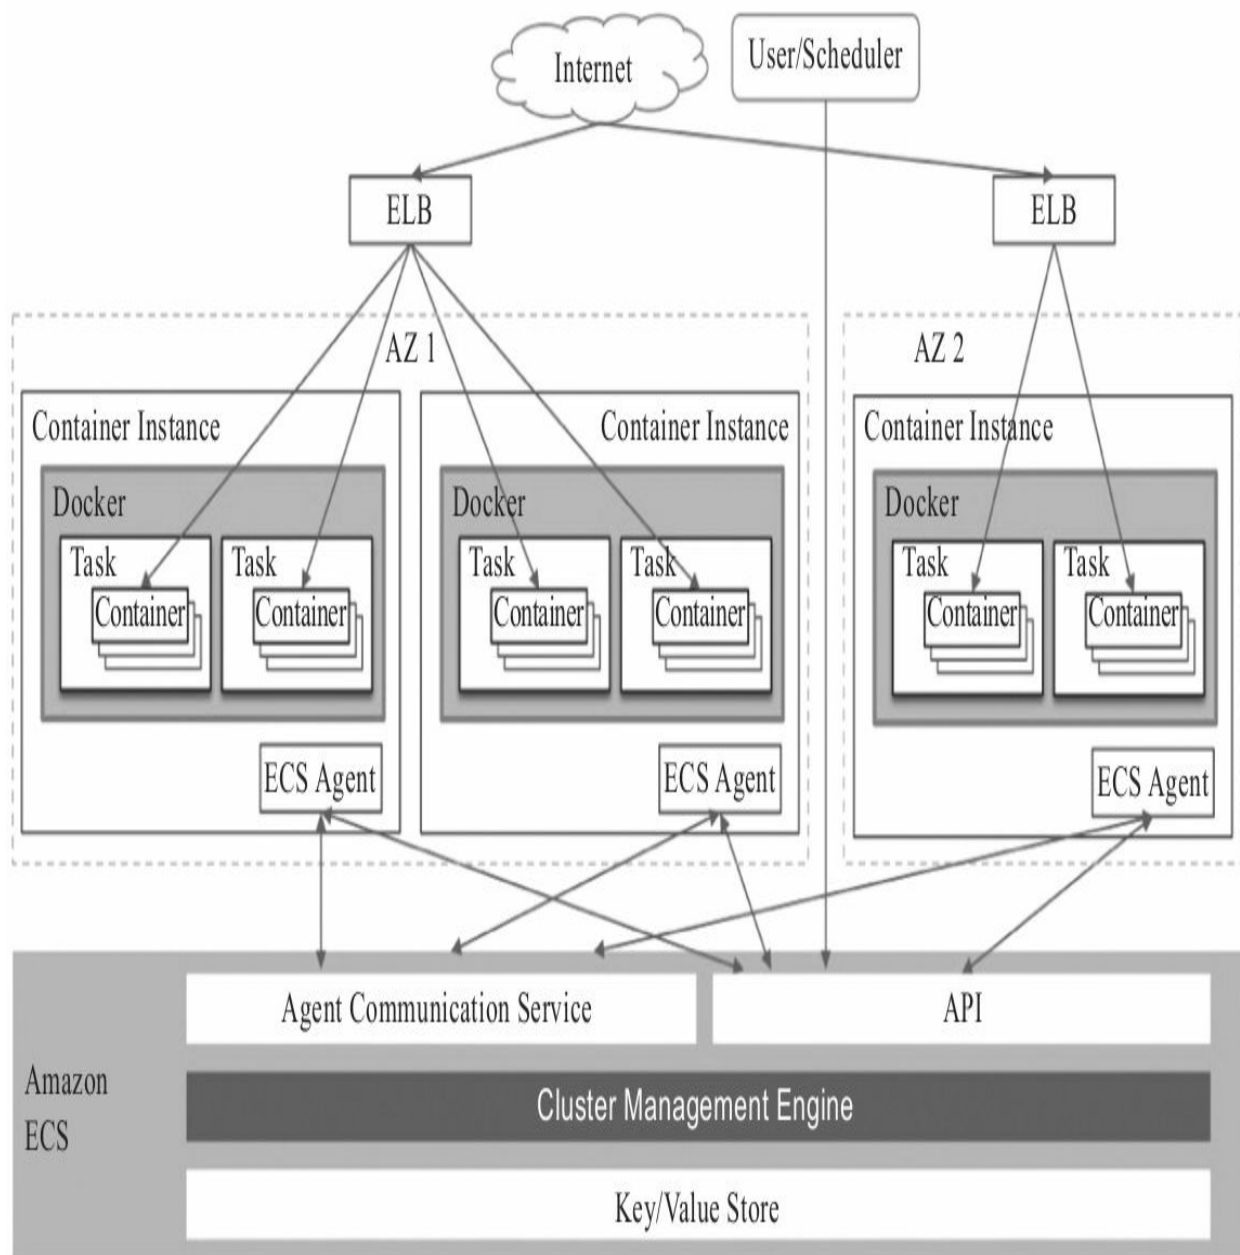 Internet
User/Scheduler
ELB
ELB
AZ 1
AZ 2
Container Instance
Container Instance
Container Instance
Docker
Docker
Docker
Task
Task
Task
Task
Task
Task
Container
Container
Container
Container
Container
Container
ECS Agent
ECS Agent
ECS Agent
Agent Communication Service
API
Amazon
ECS
Cluster Management Engine
Key/Value Store